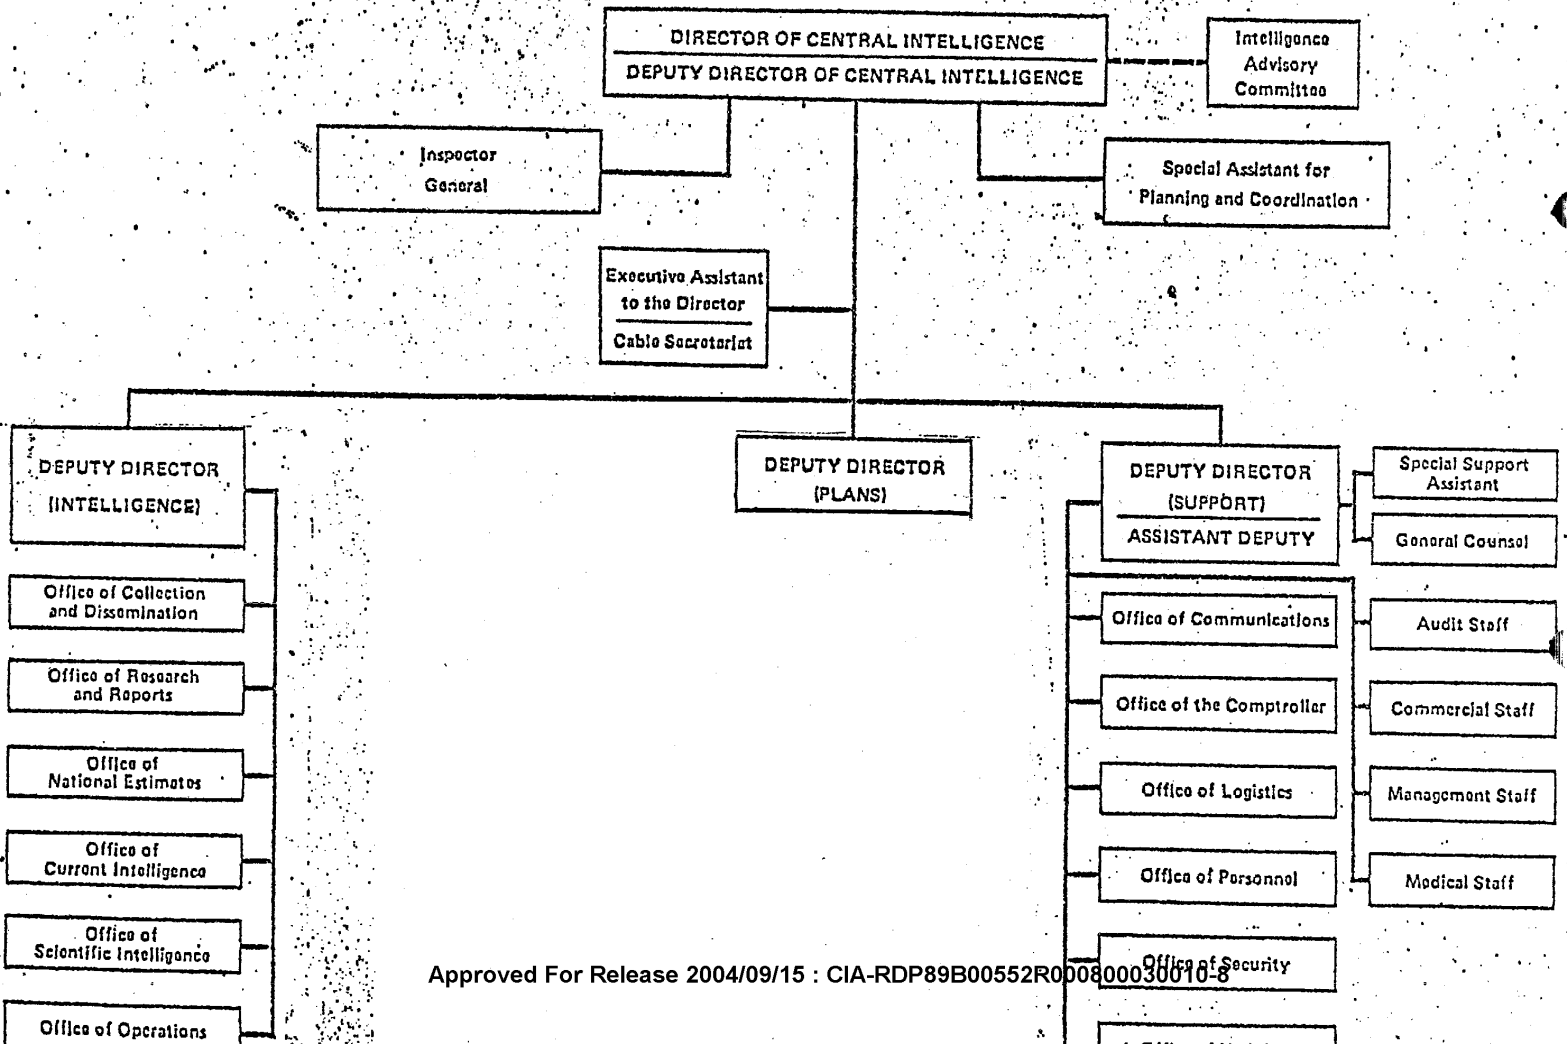 DIRECTOR OF CENTRAL INTELLIGENCE
DEPUTY DIRECTOR OF CENTRAL INTELLIGENCE
Intelligence
Advisory
Committee
Inspector
General
Special Assistant for
Planning and Coordination
Executive Assistant
to the Director
Cable Secretariat
DEPUTY DIRECTOR
(INTELLIGENCE)
Office of Collection
and Dissemination
Office of Research
and Reports
Office of
National Estimates
Office of
Current Intelligence
Office of
Scientific Intelligence
Office of Operations
DEPUTY DIRECTOR
(PLANS)
DEPUTY DIRECTOR
(SUPPORT)
ASSISTANT DEPUTY
Special Support
Assistant
General Counsel
Office of Communications
Office of the Comptroller
Office of Logistics
Office of Personnel
Office of Security
Audit Staff
Commercial Staff
Management Staff
Medical Staff
Approved For Release 2004/09/15 : CIA-RDP89B00552R000800030010-8